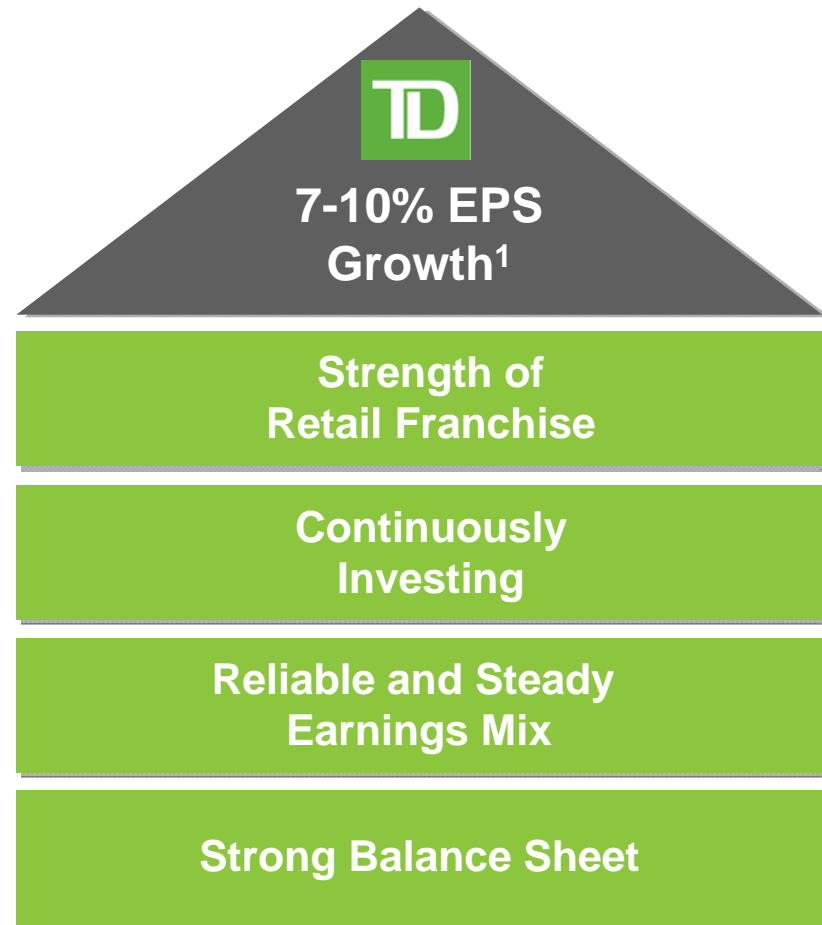 TD
7-10% EPS
Growth¹
Strength of
Retail Franchise
Continuously
Investing
Reliable and Steady
Earnings Mix
Strong Balance Sheet